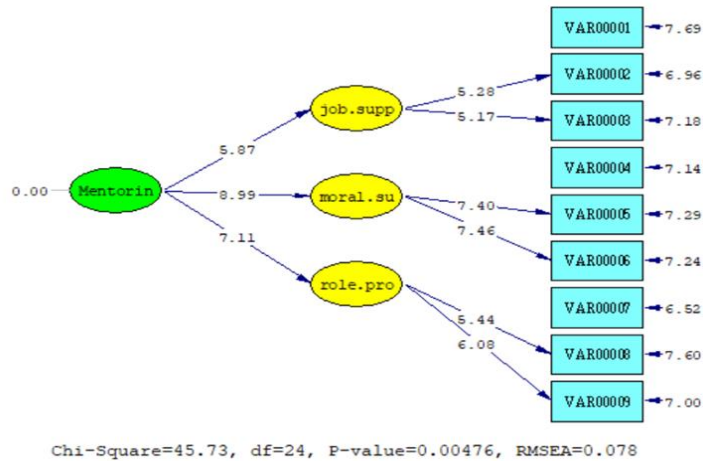 VAR00001 7.69
VAR00002 6.96
job.supp 5.28
5.17 VAR00003 7.18
5.87
VAR00004 7.14
0.00 Mentorin 8.99 moral.su 7.40 VAR00005 7.29
7.46
7.11 VAR00006 7.24
role.pro 5.44 VAR00007 6.52
6.08
VAR00008 7.60
VAR00009 7.00
Chi-Square=45.73, df=24, P-value=0.00476, RMSEA=0.078